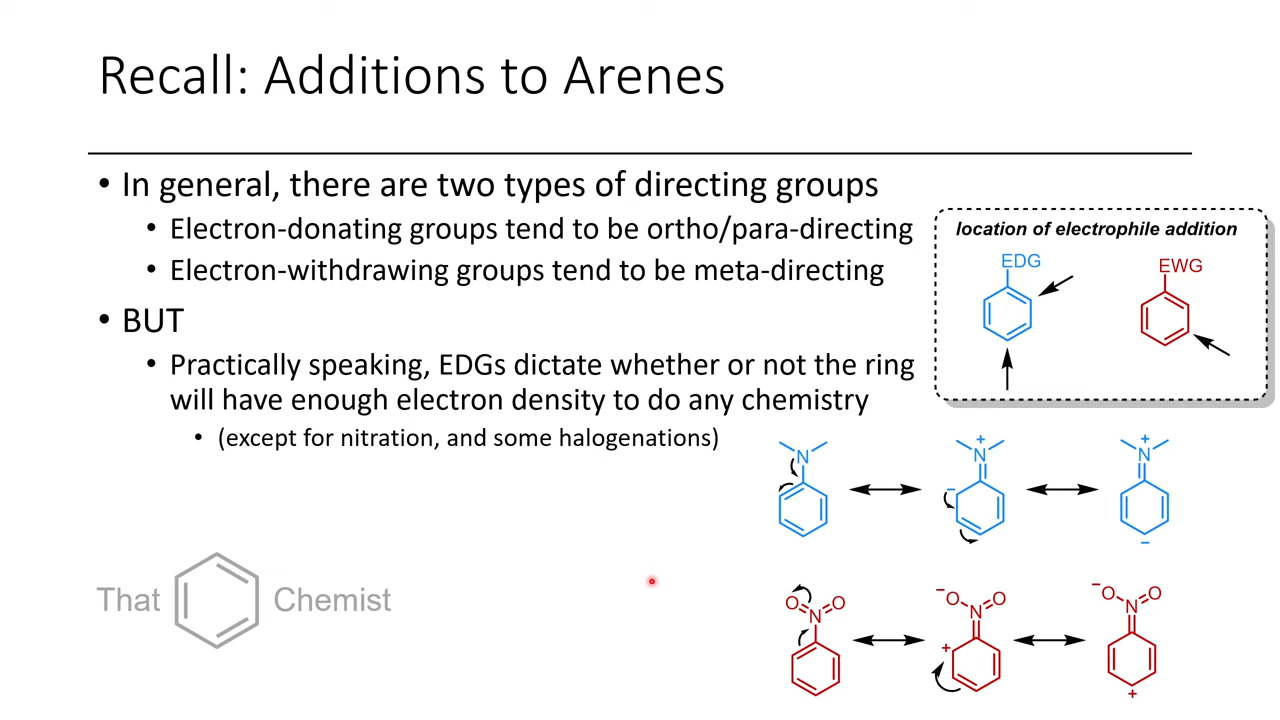 Recall: Additions to Arenes
• In general, there are two types of directing groups
• Electron-donating groups tend to be ortho/para-directing
• Electron-withdrawing groups tend to be meta-directing
• BUT
• Practically speaking, EDGs dictate whether or not the ring
will have enough electron density to do any chemistry
• (except for nitration, and some halogenations)
location of electrophile addition
EDG
EWG
N
N +
−
N +
−
O N O
− O N O
+
− O N O
+
That Chemist